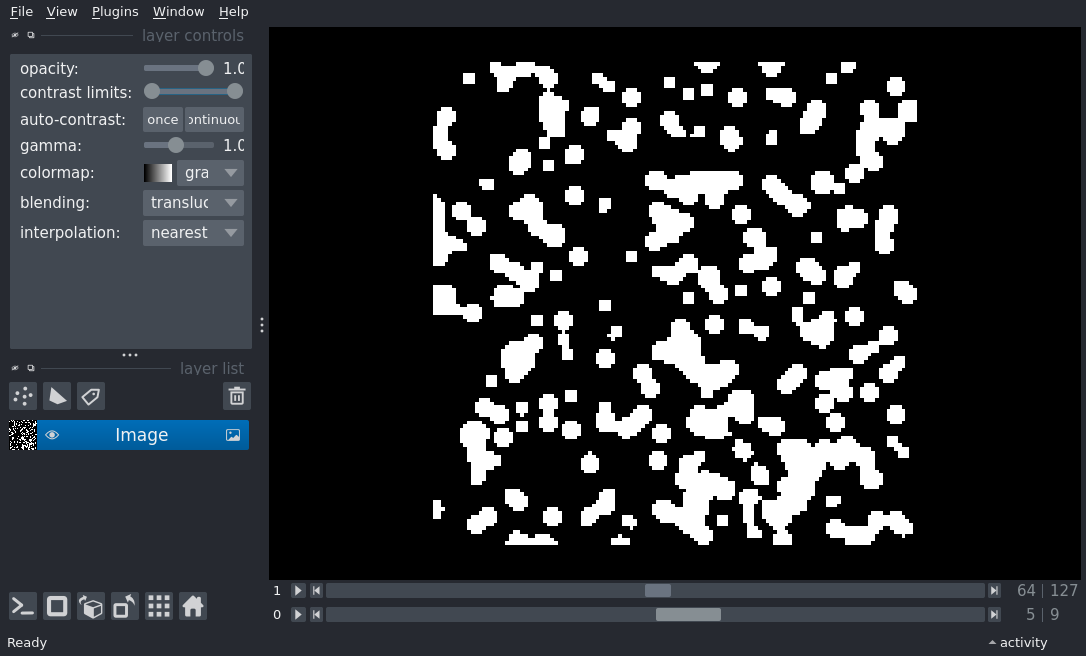 File View Plugins Window Help
layer controls
opacity: 1.0
contrast limits:
auto-contrast: once ontinuou
gamma: 1.0
colormap: gra
blending: transluc
interpolation: nearest
layer list
Image
1 64 | 127
0 5 | 9
Ready activity